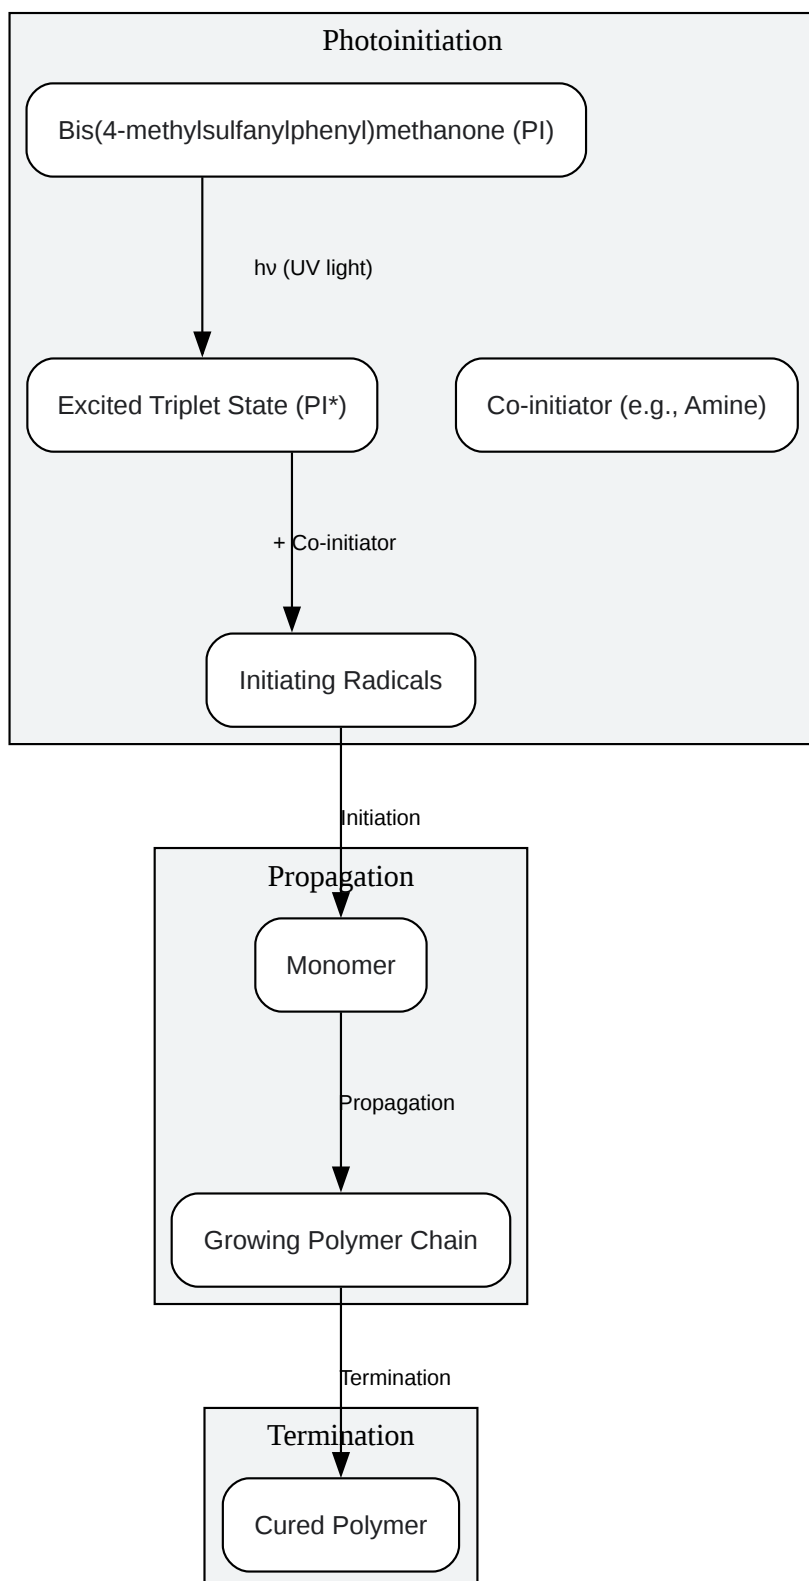 Photoinitiation
Bis(4-methylsulfanylphenyl)methanone (PI)
hν (UV light)
Excited Triplet State (PI*)
Co-initiator (e.g., Amine)
+ Co-initiator
Initiating Radicals
Initiation
Propagation
Monomer
Propagation
Growing Polymer Chain
Termination
Termination
Cured Polymer